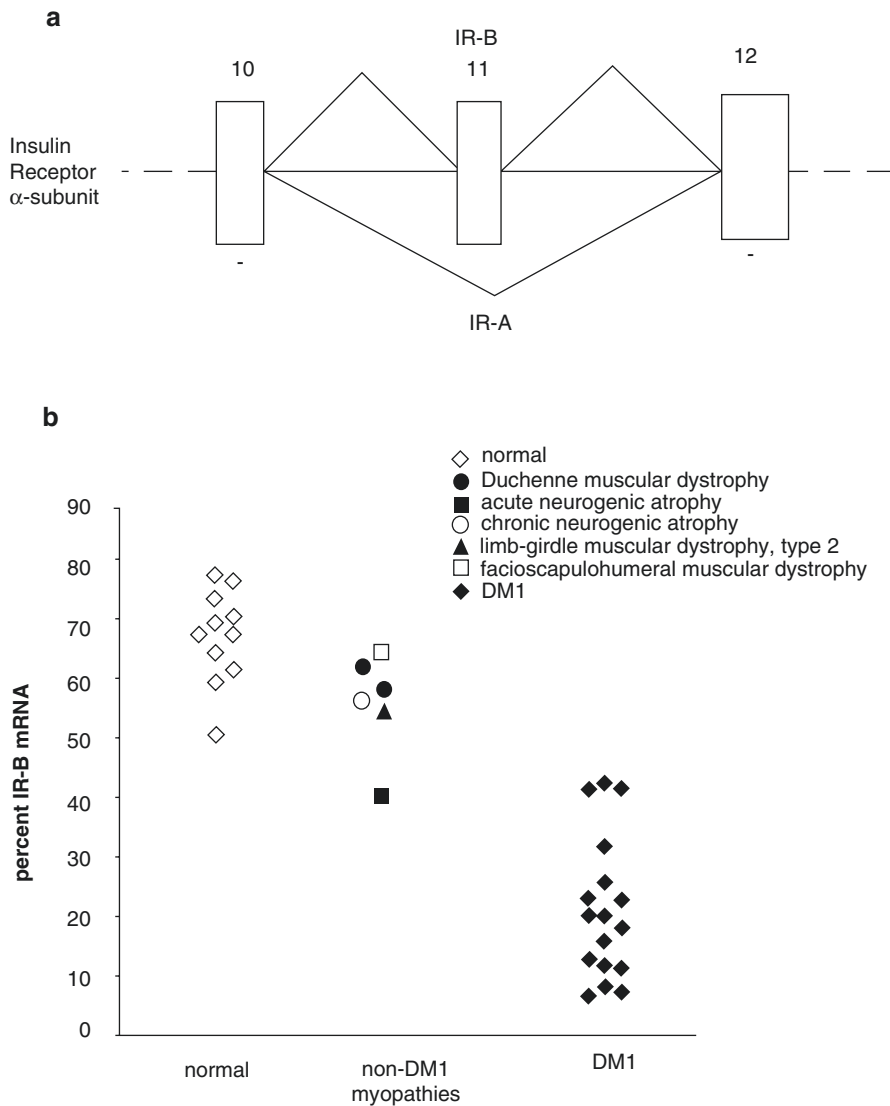 a
IR-B
10
11
12
Insulin
Receptor
α-subunit
-
-
IR-A
b
normal
Duchenne muscular dystrophy
acute neurogenic atrophy
chronic neurogenic atrophy
limb-girdle muscular dystrophy, type 2
facioscapulohumeral muscular dystrophy
DM1
percent IR-B mRNA
90
80
70
60
50
40
30
20
10
0
normal
non-DM1
myopathies
DM1